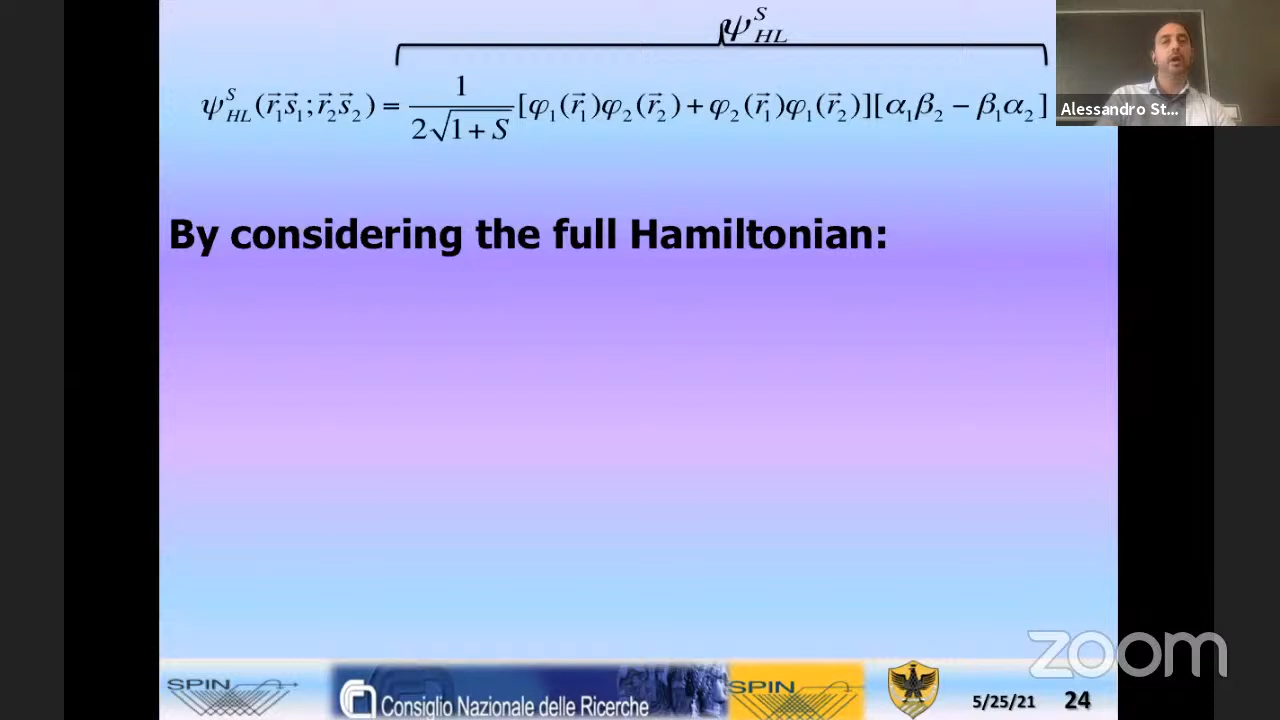 ψ^S_HL
ψ^S_HL(r⃗₁s⃗₁; r⃗₂s⃗₂) = 1/(2√(1+S)) [φ₁(r⃗₁)φ₂(r⃗₂) + φ₂(r⃗₁)φ₁(r⃗₂)][α₁β₂ − β₁α₂]
Alessandro St...
By considering the full Hamiltonian:
zoom
SPIN
Consiglio Nazionale delle Ricerche
SPIN
5/25/21 24